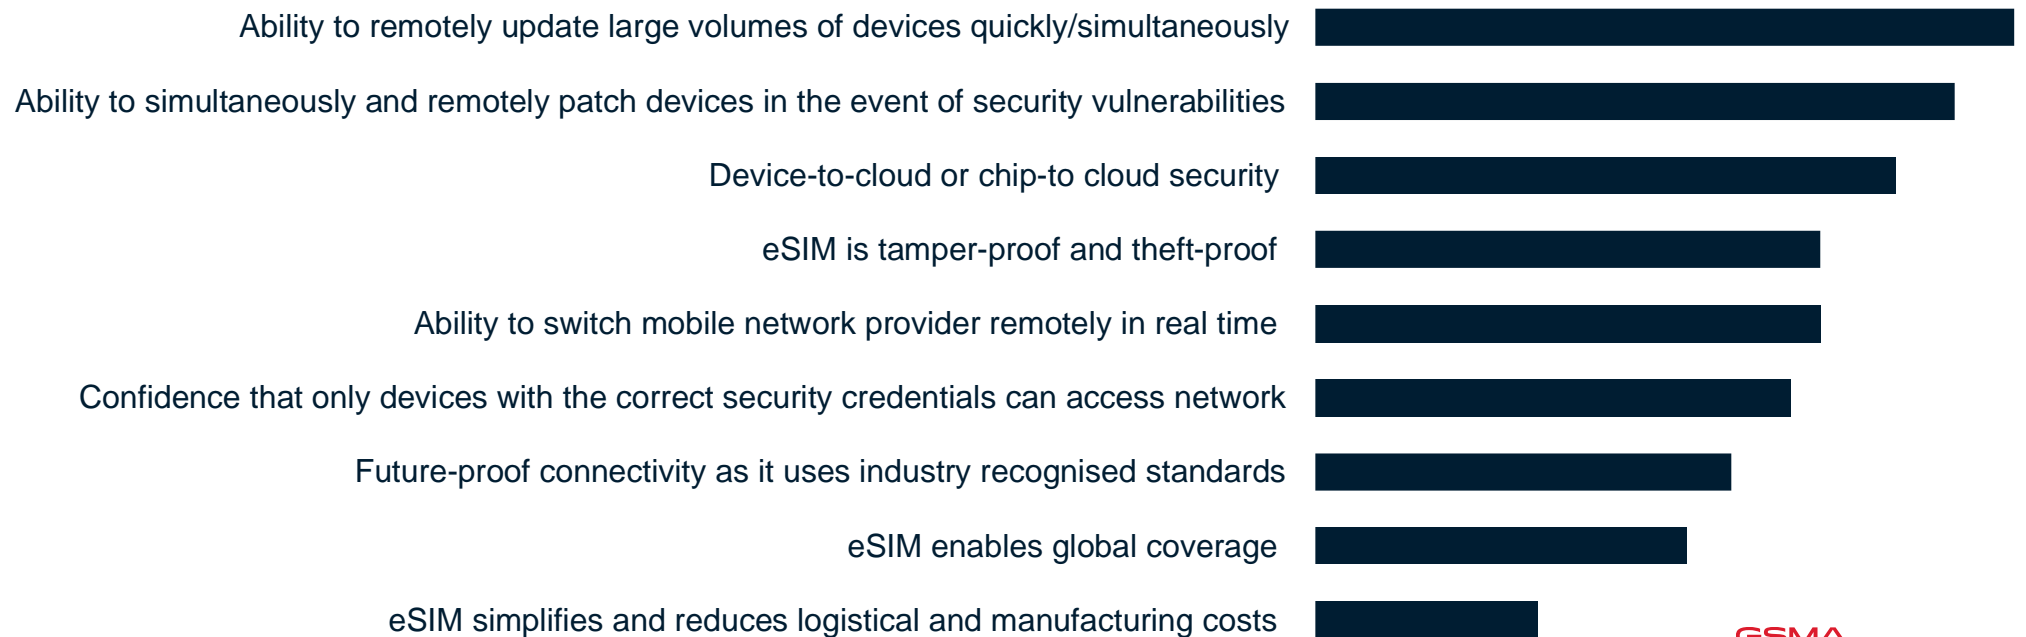 Ability to remotely update large volumes of devices quickly/simultaneously
Ability to simultaneously and remotely patch devices in the event of security vulnerabilities
Device-to-cloud or chip-to cloud security
eSIM is tamper-proof and theft-proof
Ability to switch mobile network provider remotely in real time
Confidence that only devices with the correct security credentials can access network
Future-proof connectivity as it uses industry recognised standards
eSIM enables global coverage
eSIM simplifies and reduces logistical and manufacturing costs
GSMA